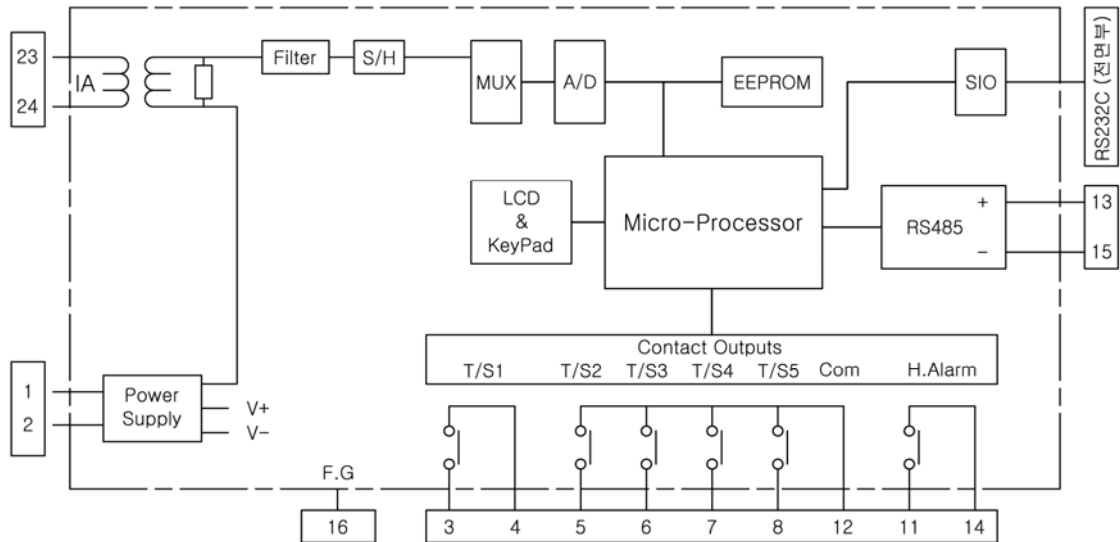 23
24
IA
Filter
S/H
MUX
A/D
EEPROM
SIO
RS232C (전면부)
LCD
&
KeyPad
Micro-Processor
RS485
+
-
13
15
Contact Outputs
T/S1 T/S2 T/S3 T/S4 T/S5 Com H.Alarm
1
2
Power
Supply
V+
V-
F.G
16
3 4 5 6 7 8 12 11 14